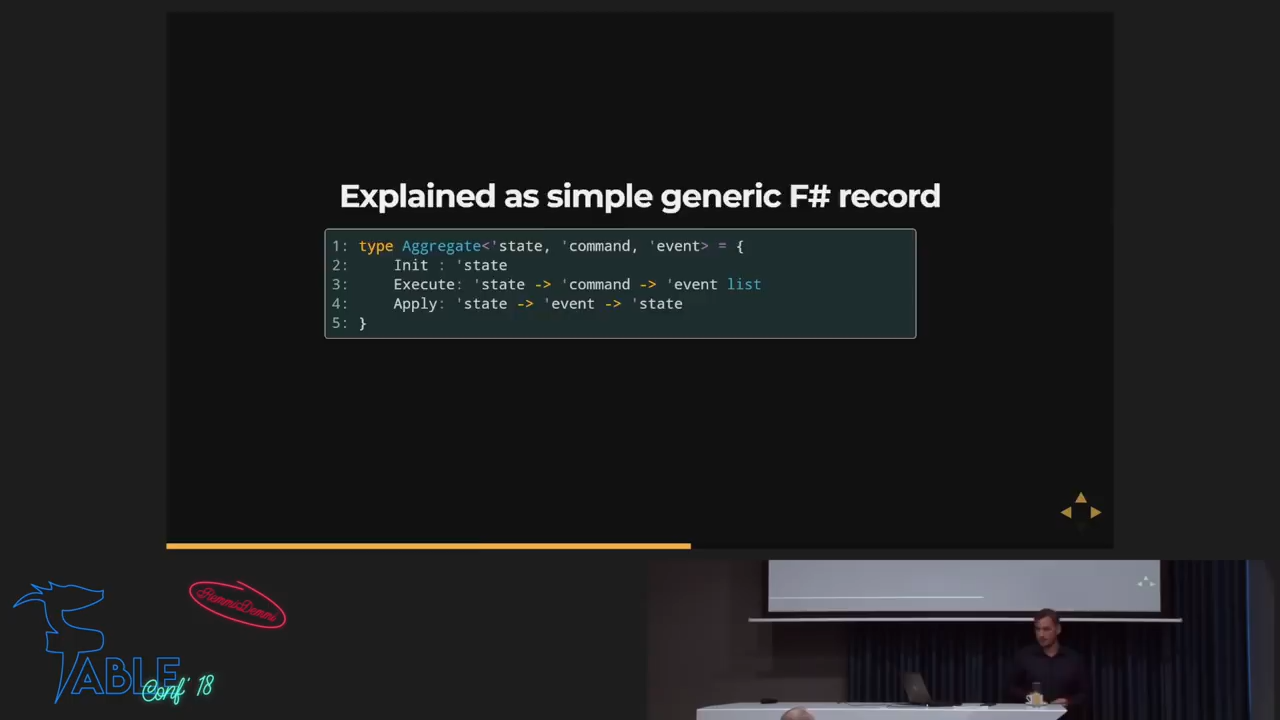 Explained as simple generic F# record
1: type Aggregate<'state, 'command, 'event> = {
2: Init : 'state
3: Execute: 'state -> 'command -> 'event list
4: Apply: 'state -> 'event -> 'state
5: }
FABLE
Conf' 18